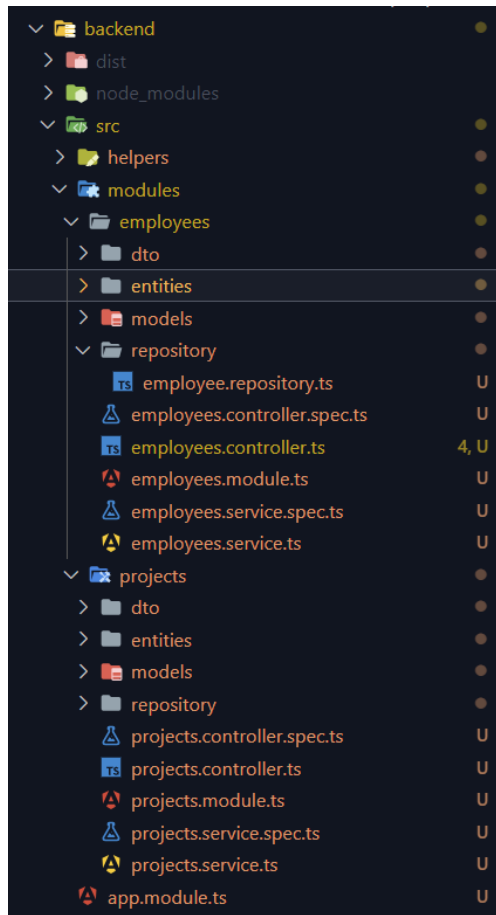 backend
dist
node_modules
src
helpers
modules
employees
dto
entities
models
repository
TS employee.repository.ts U
employees.controller.spec.ts U
TS employees.controller.ts 4, U
employees.module.ts U
employees.service.spec.ts U
employees.service.ts U
projects
dto
entities
models
repository
projects.controller.spec.ts U
TS projects.controller.ts U
projects.module.ts U
projects.service.spec.ts U
projects.service.ts U
app.module.ts U